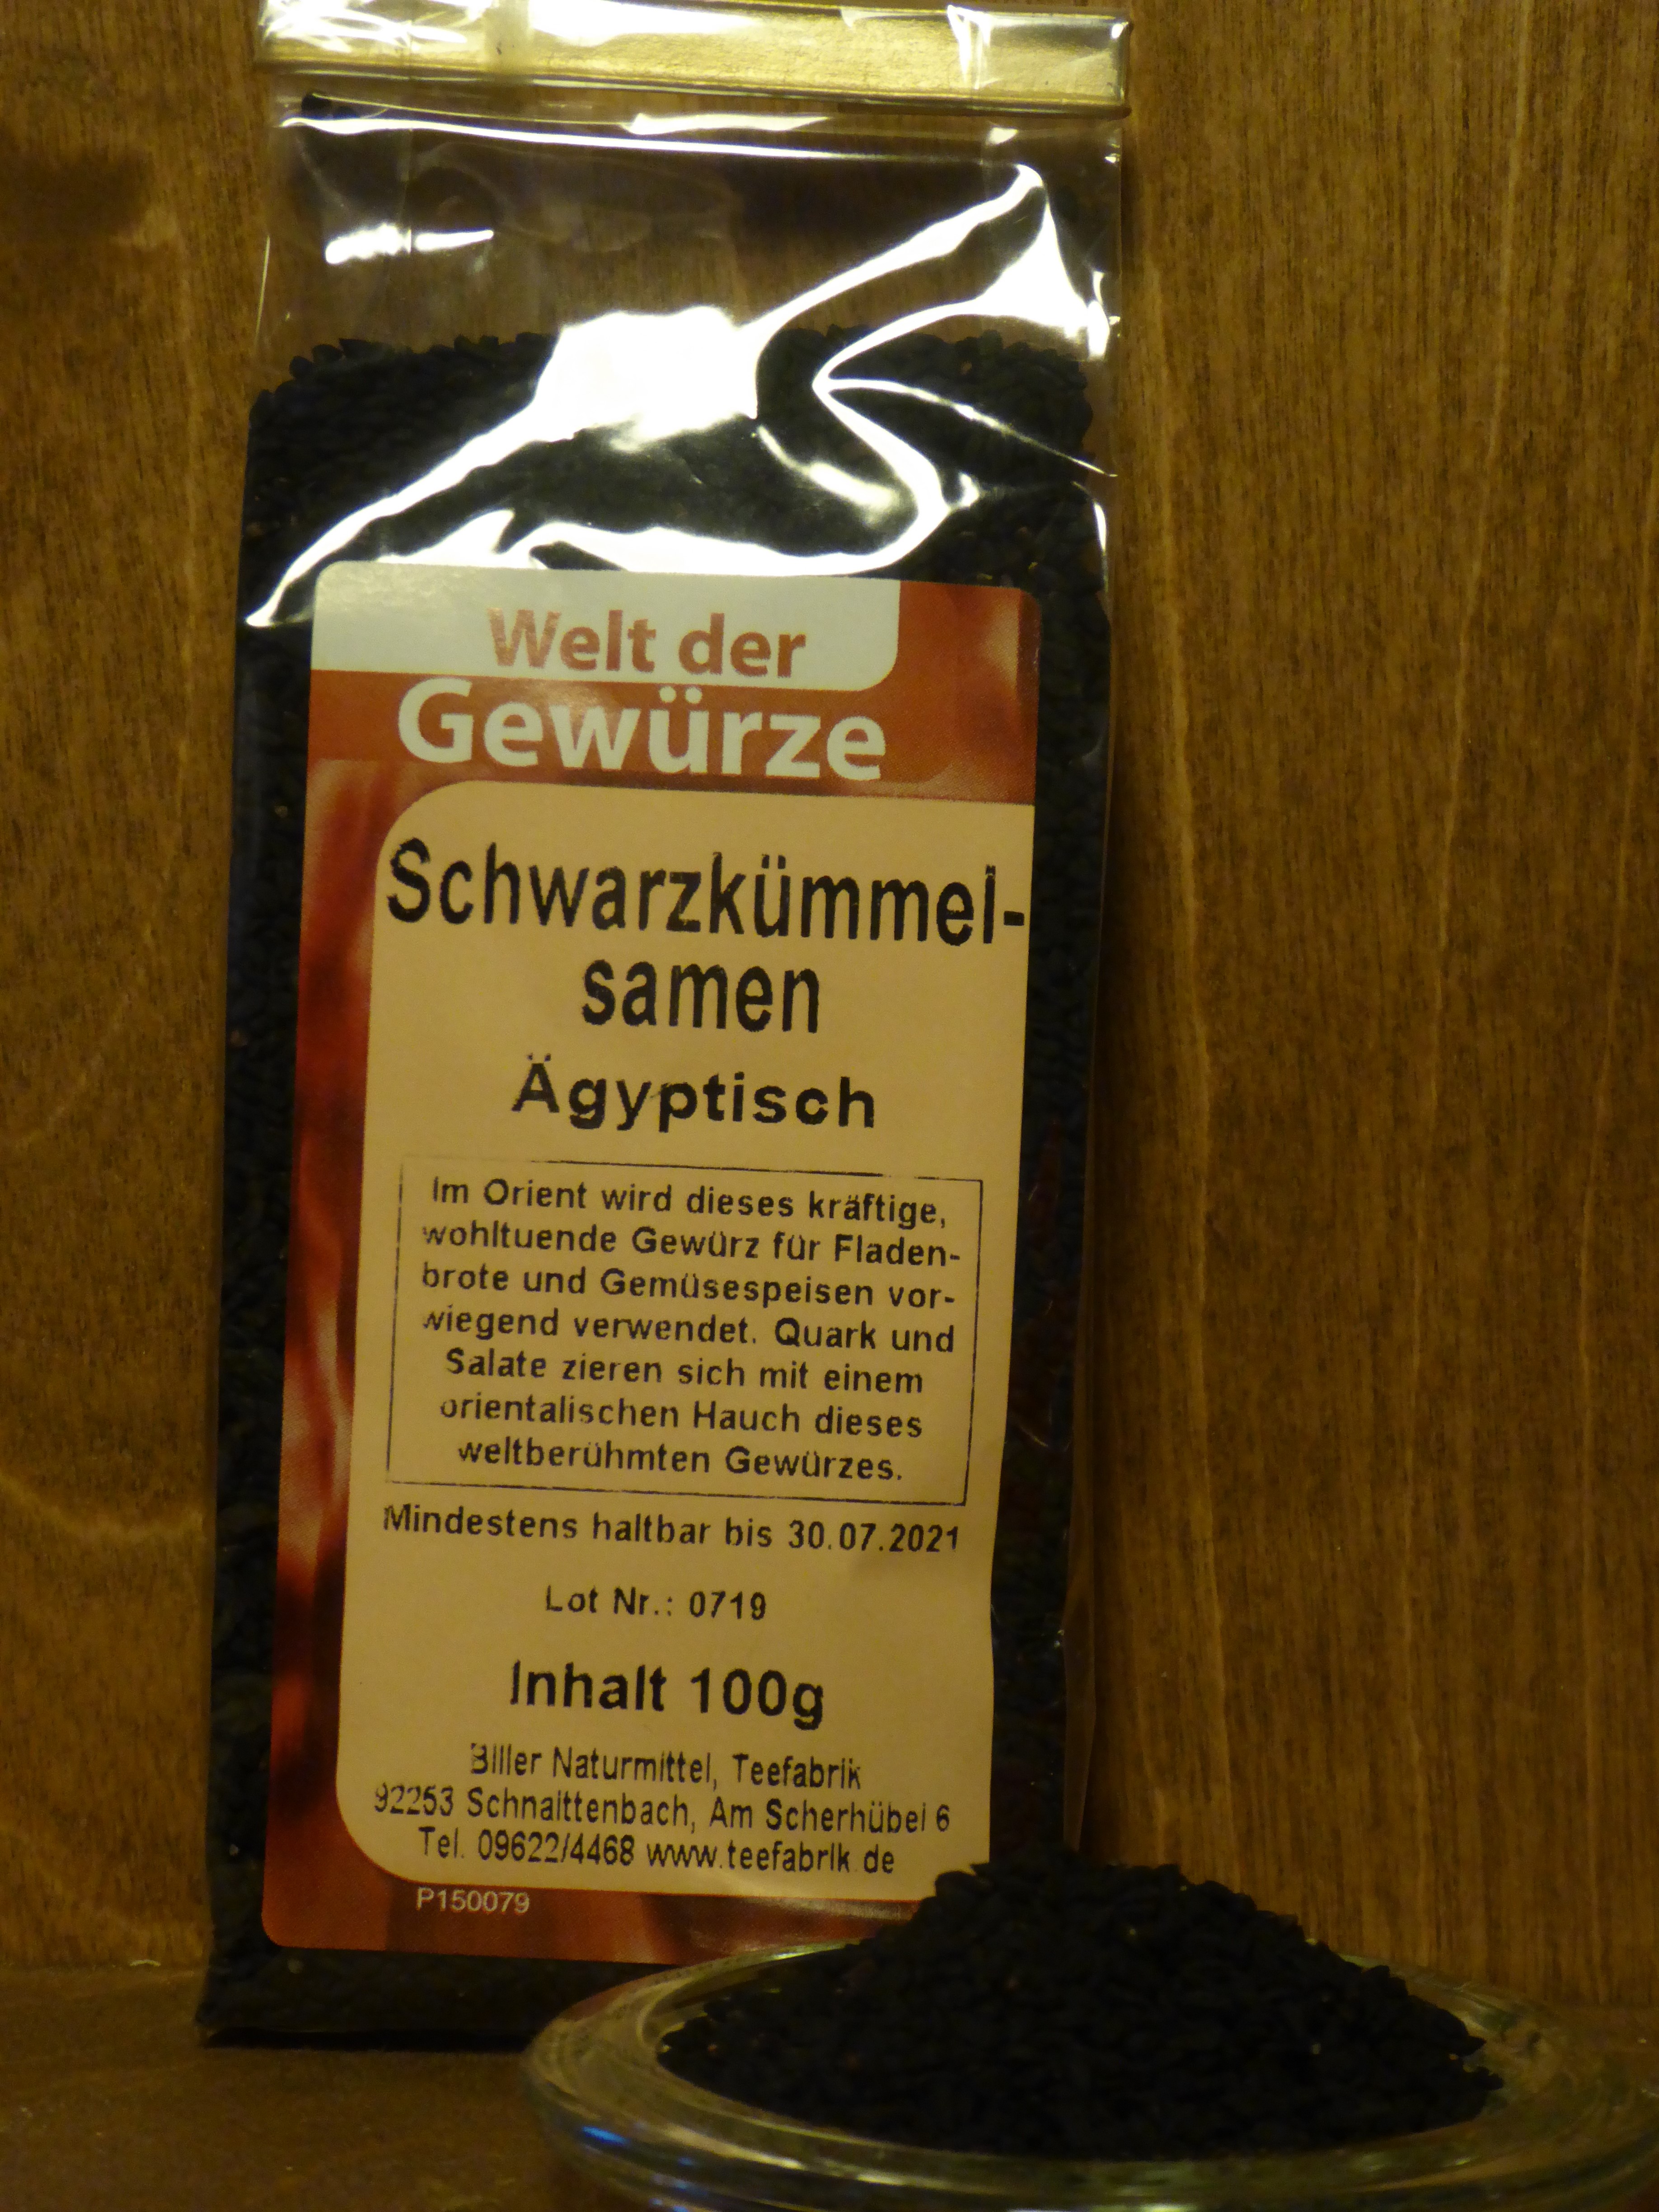 Welt der
Gewürze
Schwarzkümmel-
samen
Ägyptisch
Im Orient wird dieses kräftige,
wohltuende Gewürz für Fladen-
brote und Gemüsespeisen vor-
wiegend verwendet. Quark und
Salate zieren sich mit einem
orientalischen Hauch dieses
weltberühmten Gewürzes.
Mindestens haltbar bis 30.07.2021
Lot Nr.: 0719
Inhalt 100g
Biller Naturmittel, Teefabrik
92253 Schnaittenbach, Am Scherhübel 6
Tel. 09622/4468 www.teefabrik.de
P150079